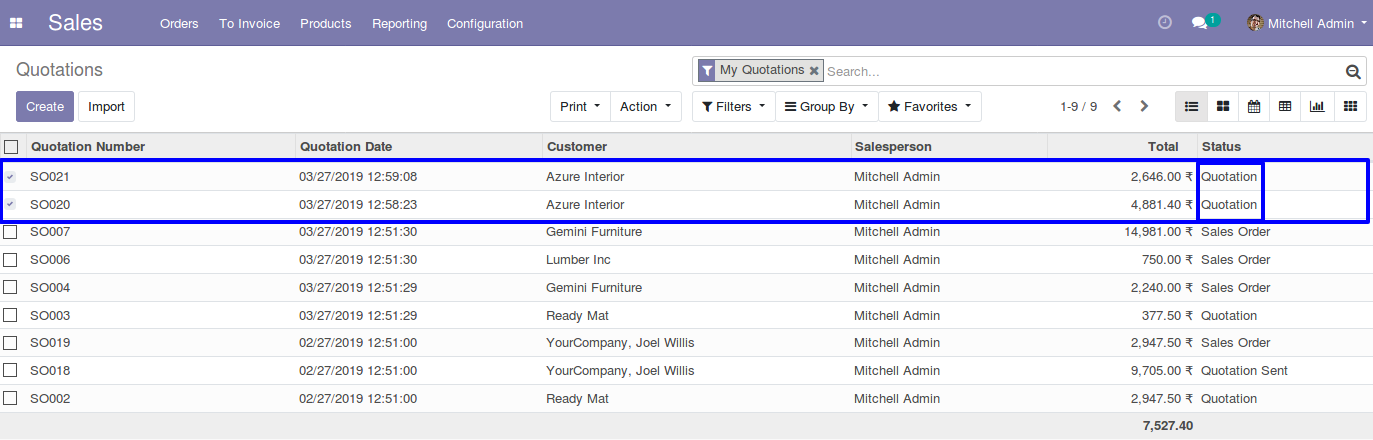 Sales Orders To Invoice Products Reporting Configuration 1 Mitchell Admin
Quotations My Quotations Search...
Create Import Print Action Filters Group By Favorites 1-9 / 9
Quotation Number Quotation Date Customer Salesperson Total Status
SO021 03/27/2019 12:59:08 Azure Interior Mitchell Admin 2,646.00 ₹ Quotation
SO020 03/27/2019 12:58:23 Azure Interior Mitchell Admin 4,881.40 ₹ Quotation
SO007 03/27/2019 12:51:30 Gemini Furniture Mitchell Admin 14,981.00 ₹ Sales Order
SO006 03/27/2019 12:51:30 Lumber Inc Mitchell Admin 750.00 ₹ Sales Order
SO004 03/27/2019 12:51:29 Gemini Furniture Mitchell Admin 2,240.00 ₹ Sales Order
SO003 03/27/2019 12:51:29 Ready Mat Mitchell Admin 377.50 ₹ Quotation
SO019 02/27/2019 12:51:00 YourCompany, Joel Willis Mitchell Admin 2,947.50 ₹ Sales Order
SO018 02/27/2019 12:51:00 YourCompany, Joel Willis Mitchell Admin 9,705.00 ₹ Quotation Sent
SO002 02/27/2019 12:51:00 Ready Mat Mitchell Admin 2,947.50 ₹ Quotation
7,527.40